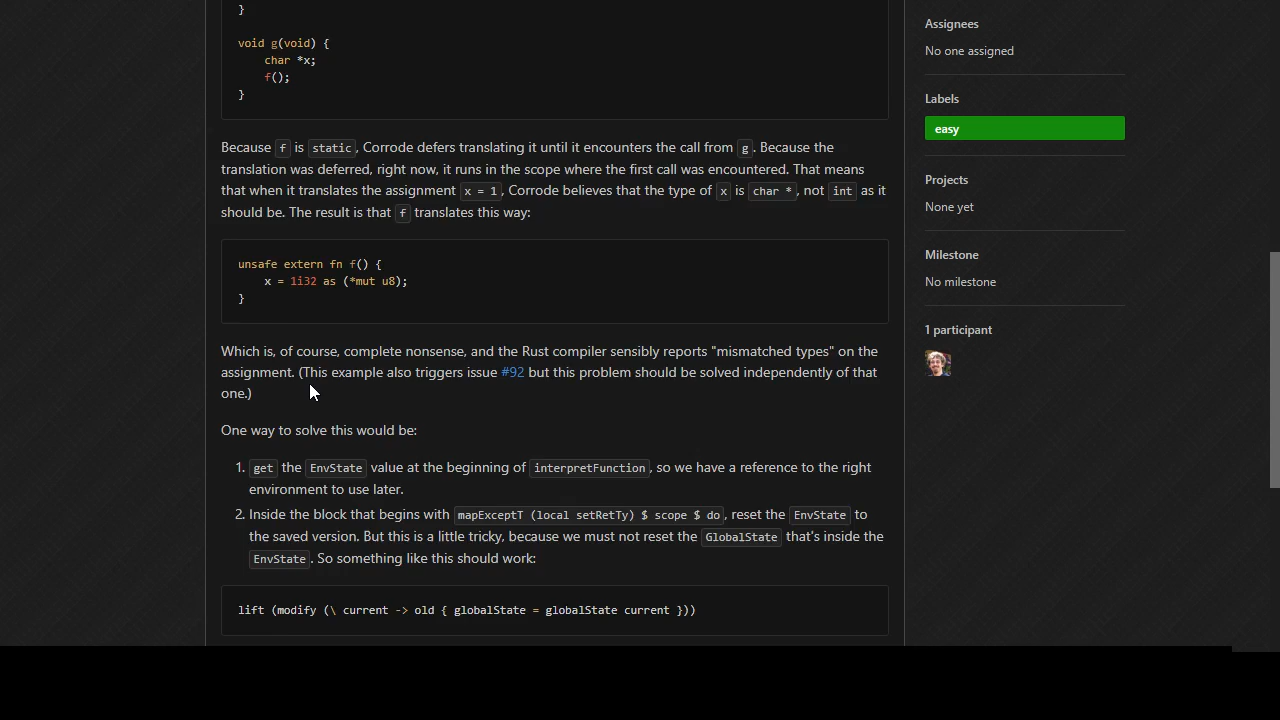 }
void g(void) {
char *x;
f();
}
Because f is static, Corrode defers translating it until it encounters the call from g. Because the
translation was deferred, right now, it runs in the scope where the first call was encountered. That means
that when it translates the assignment x = 1, Corrode believes that the type of x is char *, not int as it
should be. The result is that f translates this way:
unsafe extern fn f() {
x = 1i32 as (*mut u8);
}
Which is, of course, complete nonsense, and the Rust compiler sensibly reports "mismatched types" on the
assignment. (This example also triggers issue #92 but this problem should be solved independently of that
one.)
One way to solve this would be:
1. get the EnvState value at the beginning of interpretFunction, so we have a reference to the right
environment to use later.
2. Inside the block that begins with mapExceptT (local setRetTy) $ scope $ do, reset the EnvState to
the saved version. But this is a little tricky, because we must not reset the GlobalState that's inside the
EnvState. So something like this should work:
lift (modify (\ current -> old { globalState = globalState current }))
Assignees
No one assigned
Labels
easy
Projects
None yet
Milestone
No milestone
1 participant